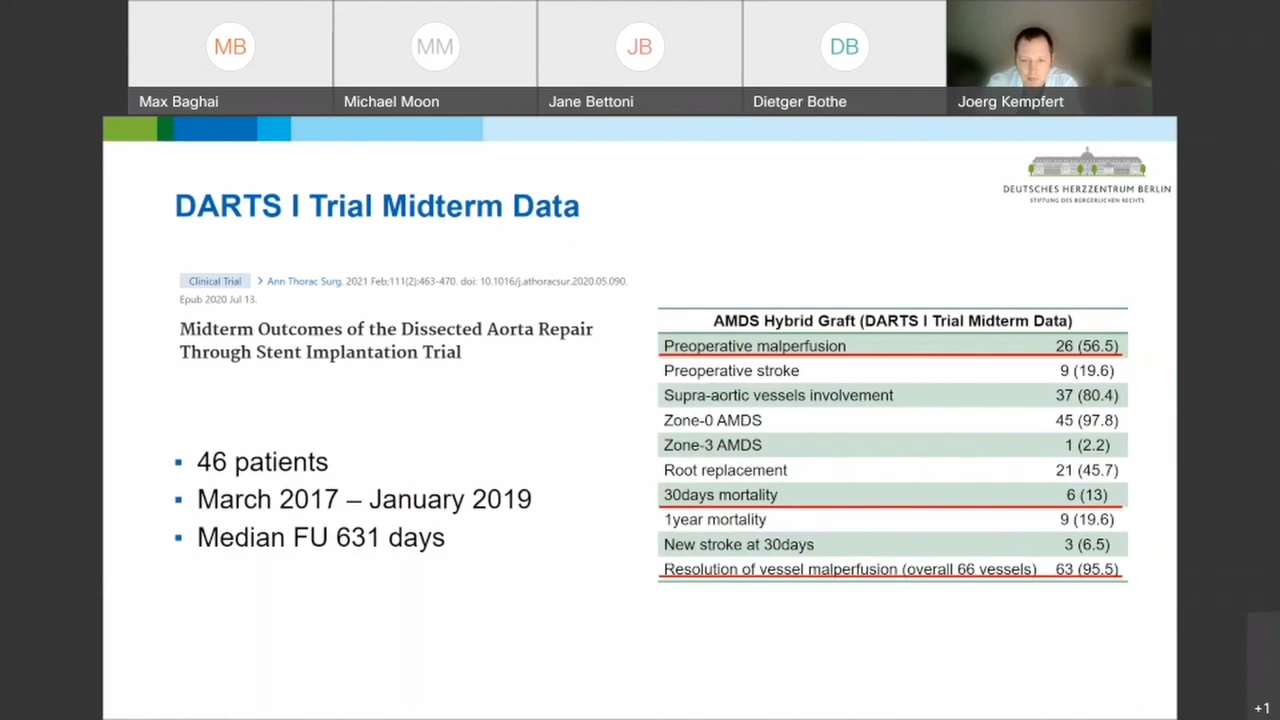 MB
MM
JB
DB
Max Baghai
Michael Moon
Jane Bettoni
Dietger Bothe
Joerg Kempfert
DEUTSCHES HERZZENTRUM BERLIN
STIFTUNG DES BÜRGERLICHEN RECHTS
DARTS I Trial Midterm Data
Clinical Trial > Ann Thorac Surg. 2021 Feb;111(2):463-470. doi: 10.1016/j.athoracsur.2020.05.090.
Epub 2020 Jul 13.
Midterm Outcomes of the Dissected Aorta Repair
Through Stent Implantation Trial
▪ 46 patients
▪ March 2017 – January 2019
▪ Median FU 631 days
AMDS Hybrid Graft (DARTS I Trial Midterm Data)
Preoperative malperfusion 26 (56.5)
Preoperative stroke 9 (19.6)
Supra-aortic vessels involvement 37 (80.4)
Zone-0 AMDS 45 (97.8)
Zone-3 AMDS 1 (2.2)
Root replacement 21 (45.7)
30days mortality 6 (13)
1year mortality 9 (19.6)
New stroke at 30days 3 (6.5)
Resolution of vessel malperfusion (overall 66 vessels) 63 (95.5)
+1